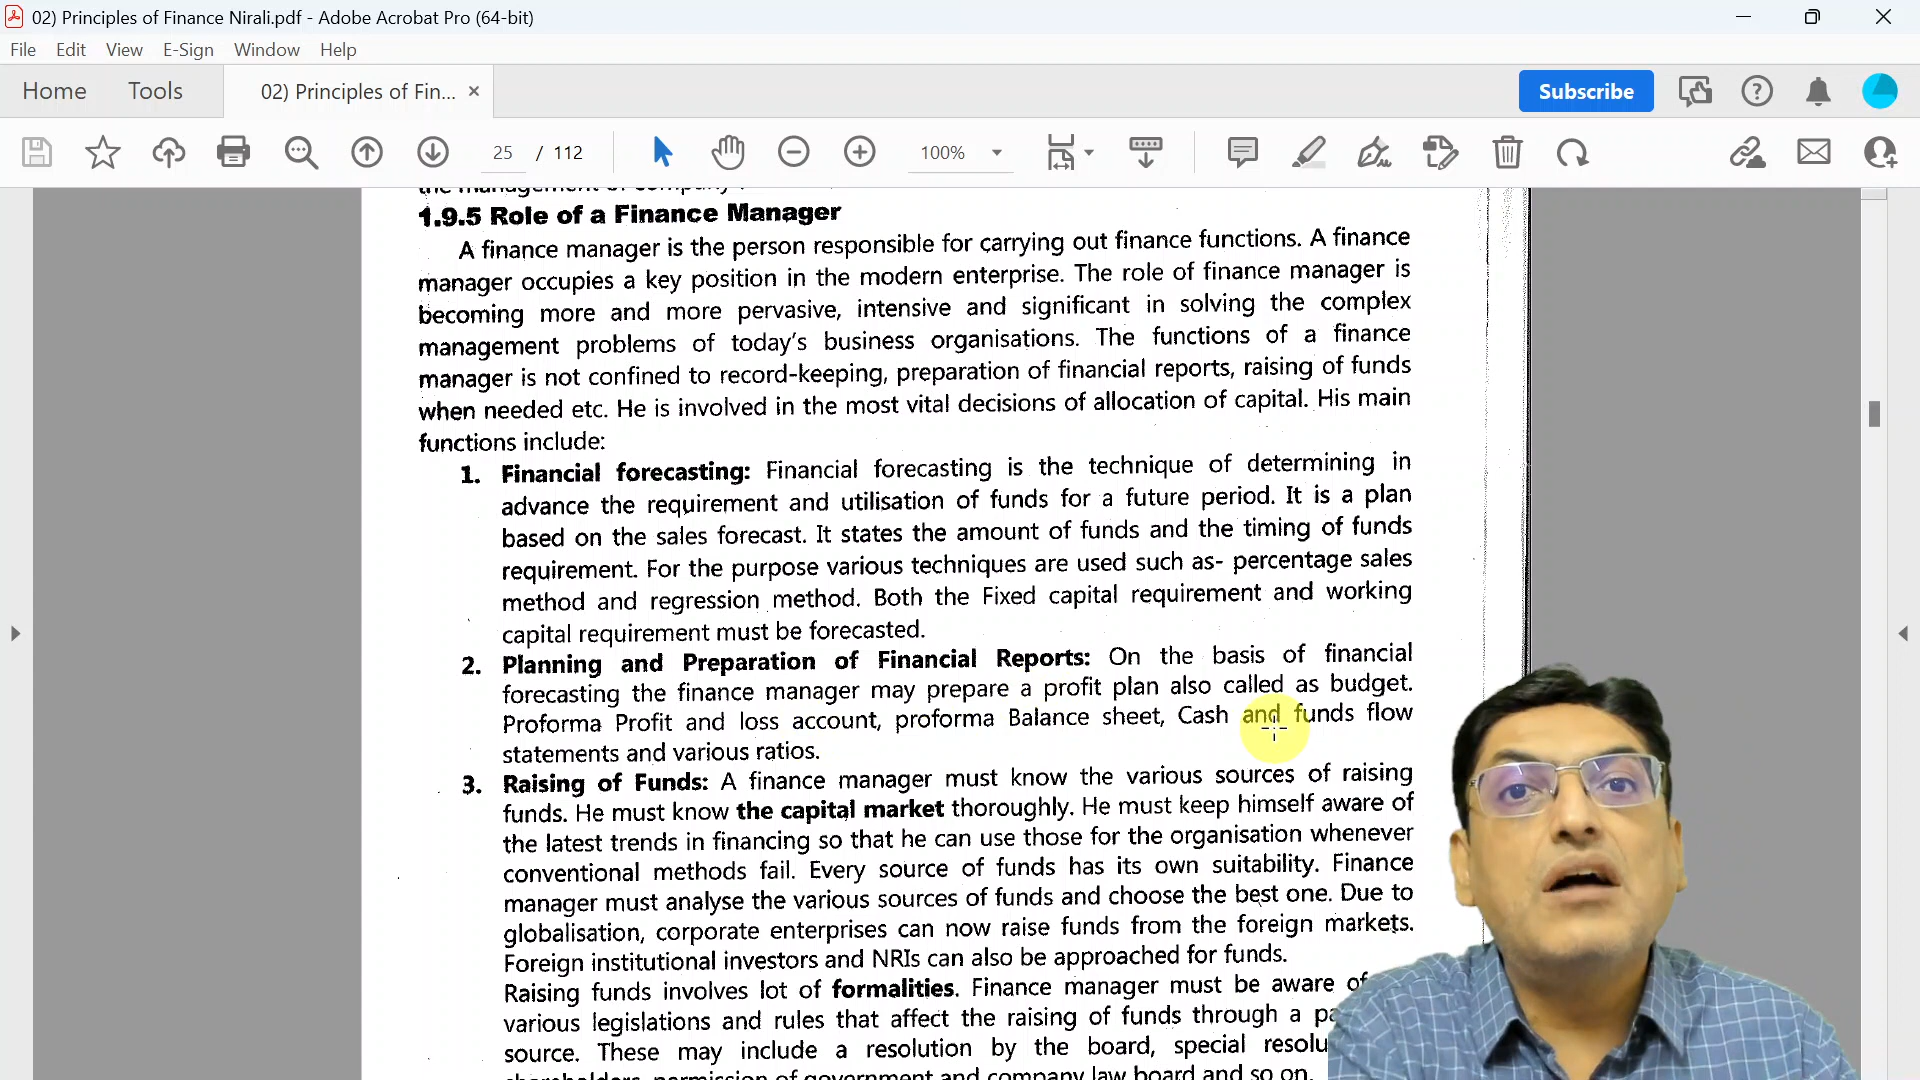 02) Principles of Finance Nirali.pdf - Adobe Acrobat Pro (64-bit)
File Edit View E-Sign Window Help
Home Tools 02) Principles of Fin... × Subscribe
25 / 112 100%
the management of company
1.9.5 Role of a Finance Manager
A finance manager is the person responsible for carrying out finance functions. A finance
manager occupies a key position in the modern enterprise. The role of finance manager is
becoming more and more pervasive, intensive and significant in solving the complex
management problems of today's business organisations. The functions of a finance
manager is not confined to record-keeping, preparation of financial reports, raising of funds
when needed etc. He is involved in the most vital decisions of allocation of capital. His main
functions include:
1. Financial forecasting: Financial forecasting is the technique of determining in
advance the requirement and utilisation of funds for a future period. It is a plan
based on the sales forecast. It states the amount of funds and the timing of funds
requirement. For the purpose various techniques are used such as- percentage sales
method and regression method. Both the Fixed capital requirement and working
capital requirement must be forecasted.
2. Planning and Preparation of Financial Reports: On the basis of financial
forecasting the finance manager may prepare a profit plan also called as budget.
Proforma Profit and loss account, proforma Balance sheet, Cash and funds flow
statements and various ratios.
3. Raising of Funds: A finance manager must know the various sources of raising
funds. He must know the capital market thoroughly. He must keep himself aware of
the latest trends in financing so that he can use those for the organisation whenever
conventional methods fail. Every source of funds has its own suitability. Finance
manager must analyse the various sources of funds and choose the best one. Due to
globalisation, corporate enterprises can now raise funds from the foreign markets.
Foreign institutional investors and NRIs can also be approached for funds.
Raising funds involves lot of formalities. Finance manager must be aware of
various legislations and rules that affect the raising of funds through a
source. These may include a resolution by the board, special
shareholders, permission of government and company law board and so on.